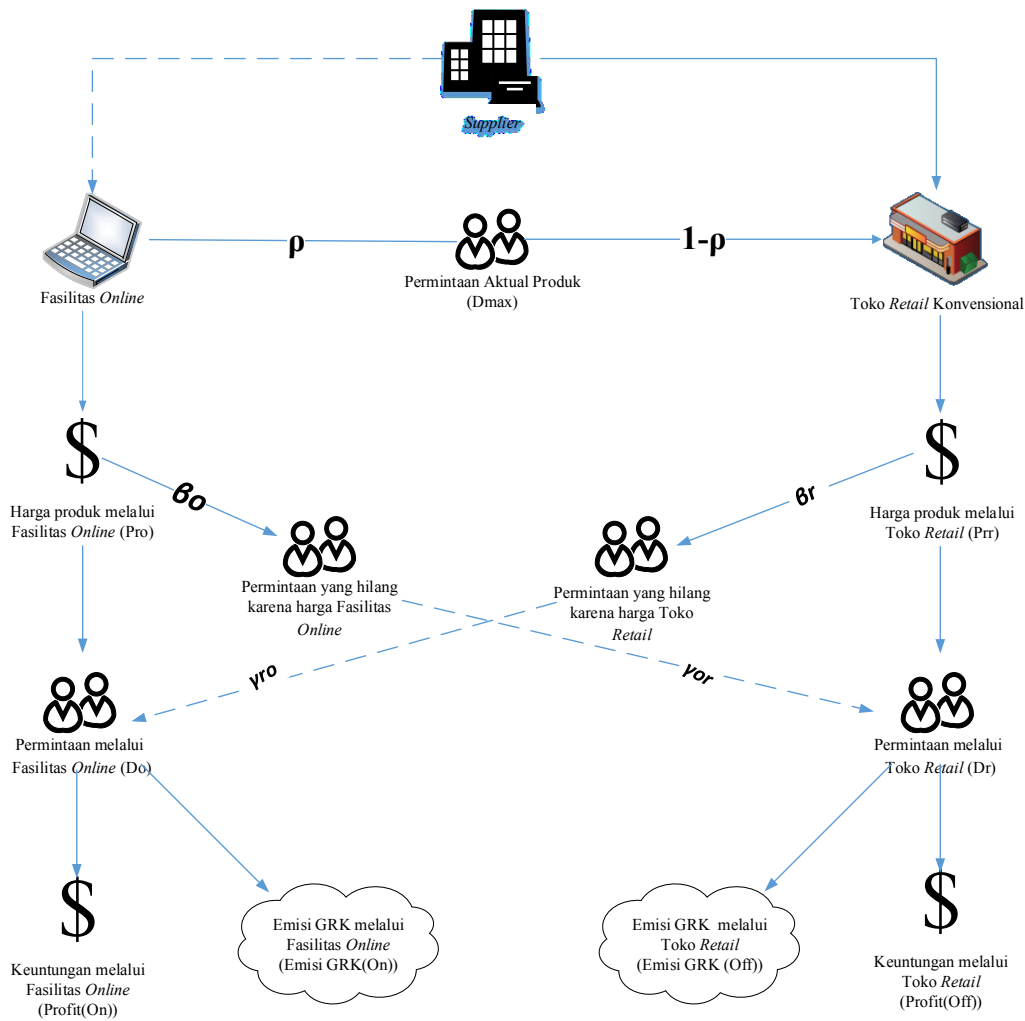 Supplier
ρ
1-ρ
Permintaan Aktual Produk
(Dmax)
Fasilitas Online
Toko Retail Konvensional
$
$
βo
βr
Harga produk melalui
Fasilitas Online (Pro)
Harga produk melalui
Toko Retail (Prr)
Permintaan yang hilang
karena harga Fasilitas
Online
Permintaan yang hilang
karena harga Toko
Retail
γro
γor
Permintaan melalui
Fasilitas Online (Do)
Permintaan melalui
Toko Retail (Dr)
$
Emisi GRK melalui
Fasilitas Online
(Emisi GRK(On))
Emisi GRK melalui
Toko Retail
(Emisi GRK (Off))
$
Keuntungan melalui
Fasilitas Online
(Profit(On))
Keuntungan melalui
Toko Retail
(Profit(Off))